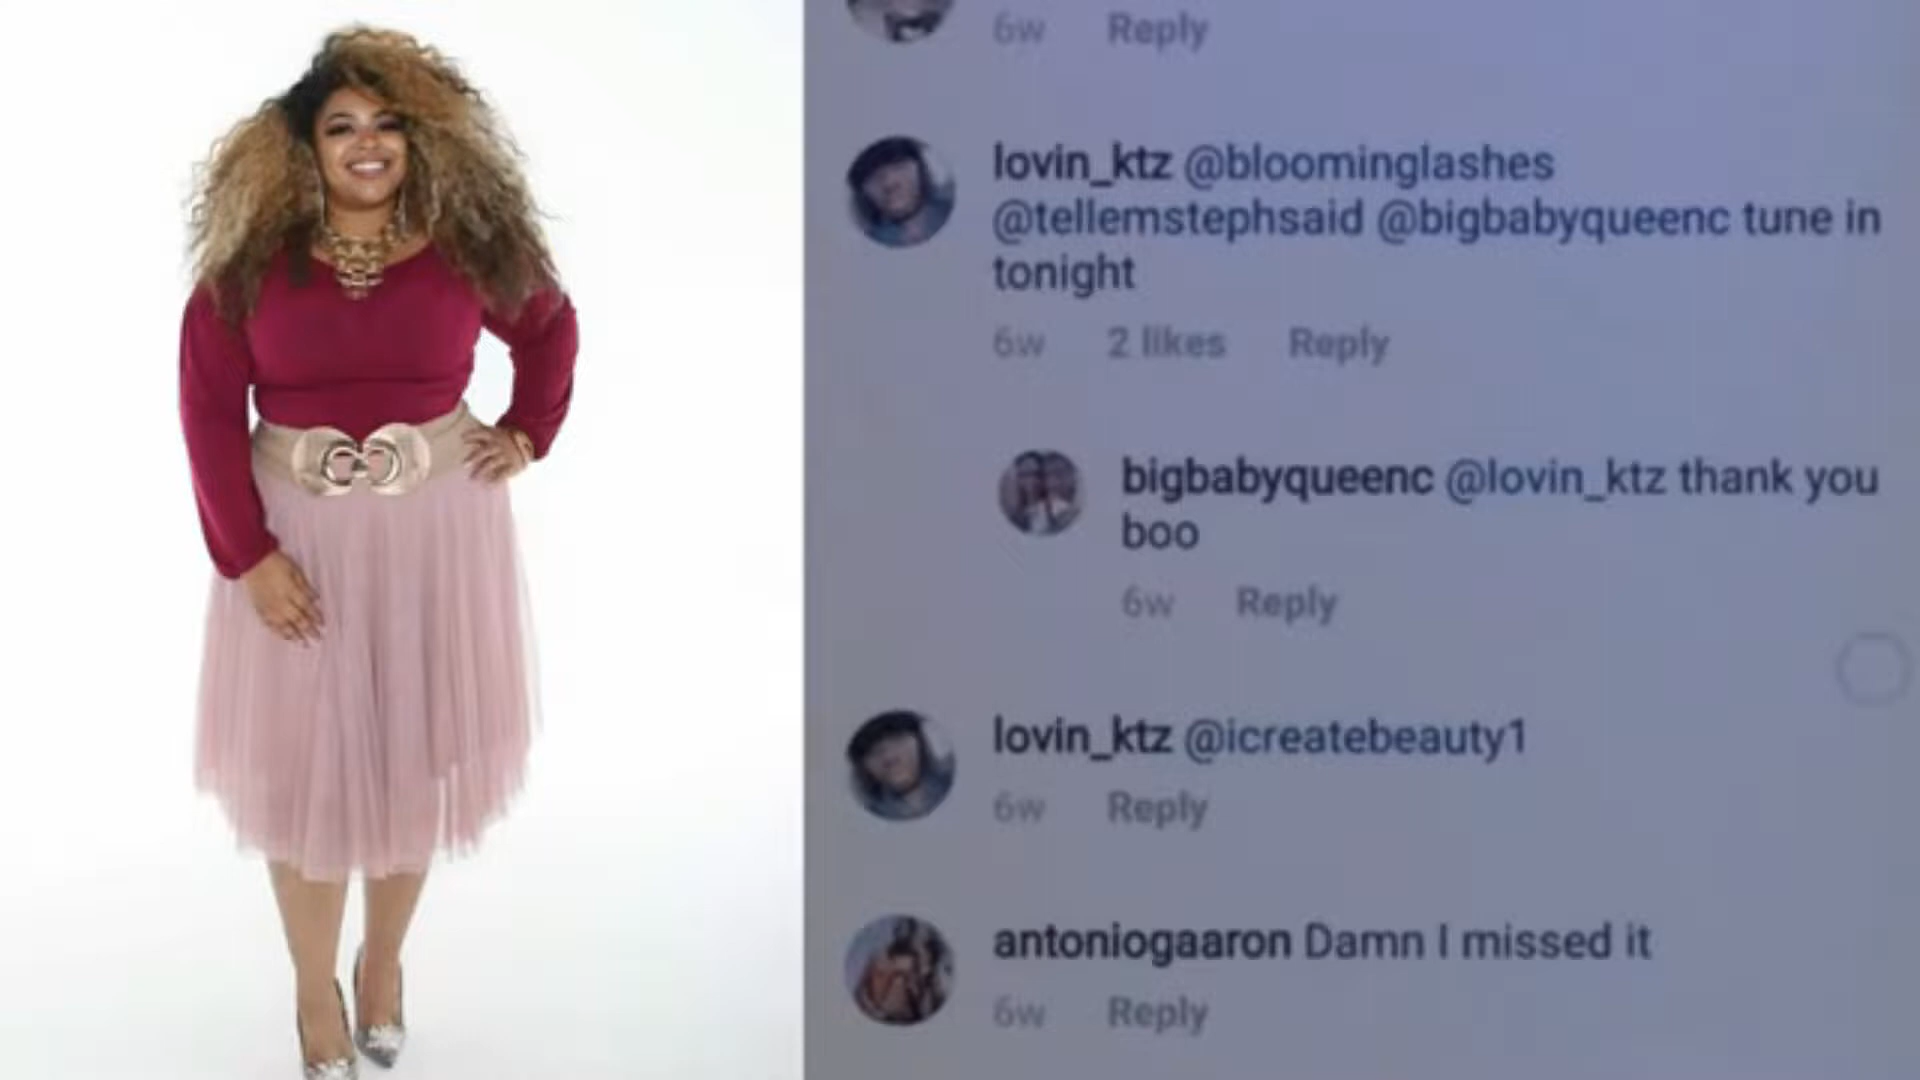 6w Reply
lovin_ktz @bloominglashes
@tellemstephsaid @bigbabyqueenc tune in
tonight
6w 2 likes Reply
bigbabyqueenc @lovin_ktz thank you
boo
6w Reply
lovin_ktz @icreatebeauty1
6w Reply
antoniogaaron Damn I missed it
6w Reply